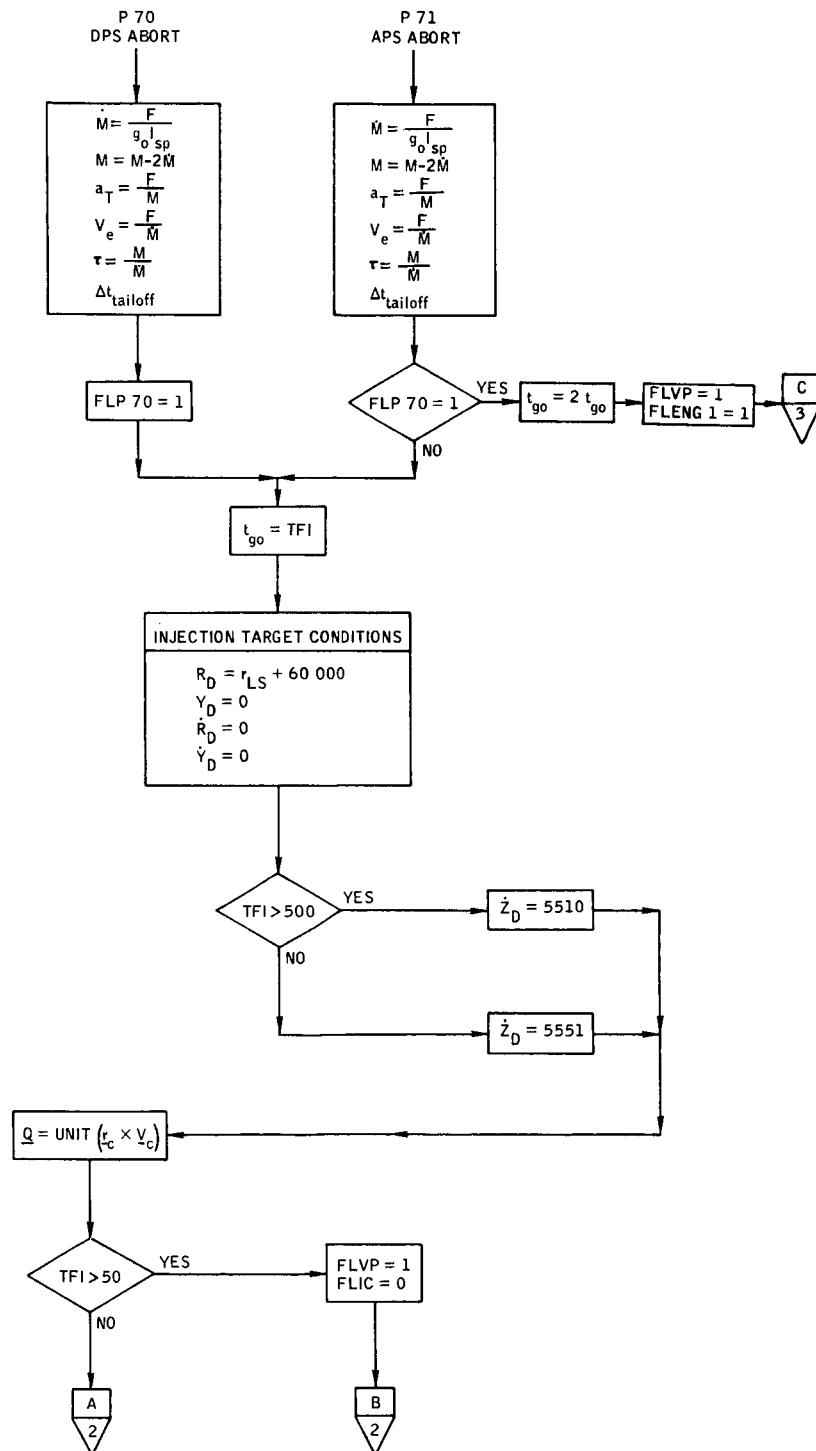 P 70
DPS ABORT
Ṁ = F / g₀ I_sp
M = M-2Ṁ
a_T = F / M
V_e = F / Ṁ
τ = M / Ṁ
Δt_tailoff
FLP 70 = 1
P 71
APS ABORT
Ṁ = F / g₀ I_sp
M = M-2Ṁ
a_T = F / M
V_e = F / Ṁ
τ = M / Ṁ
Δt_tailoff
FLP 70 = 1
YES
NO
t_go = 2 t_go
FLVP = 1
FLENG 1 = 1
C
3
t_go = TFI
INJECTION TARGET CONDITIONS
R_D = r_LS + 60 000
Y_D = 0
Ṙ_D = 0
Ẏ_D = 0
TFI > 500
YES
NO
Ż_D = 5510
Ż_D = 5551
Q = UNIT (r_c × V_c)
TFI > 50
YES
NO
FLVP = 1
FLIC = 0
A
2
B
2